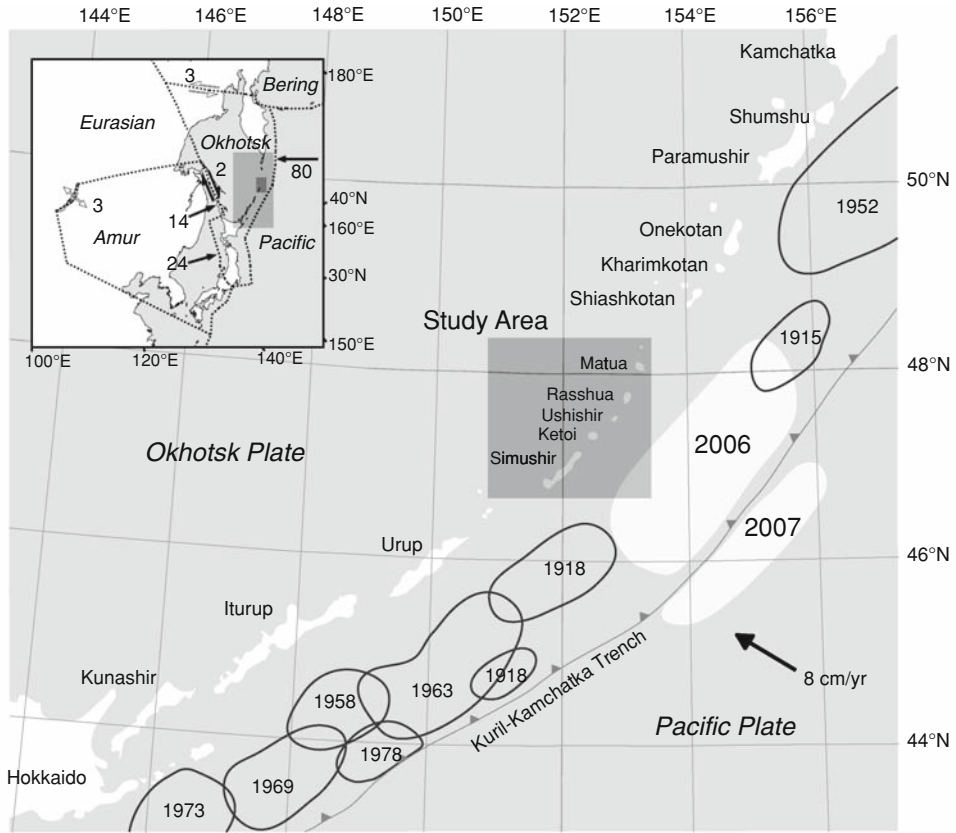 144°E 146°E 148°E 150°E 152°E 154°E 156°E
Kamchatka
3
Bering
180°E
Eurasian
Shumshu
Okhotsk
Paramushir
2
80
50°N
3
40°N
1952
14
160°E
Onekotan
Amur
Pacific
24
Kharimkotan
30°N
Shiashkotan
Study Area
1915
150°E
100°E 120°E 140°E
48°N
Matua
Rasshua
Ushishir
Ketoi
Simushir
Okhotsk Plate
2006
2007
Urup
46°N
1918
Iturup
Kunashir
1918
8 cm/yr
1963
1958
Kuril-Kamchatka Trench
Pacific Plate
44°N
1978
Hokkaido
1969
1973